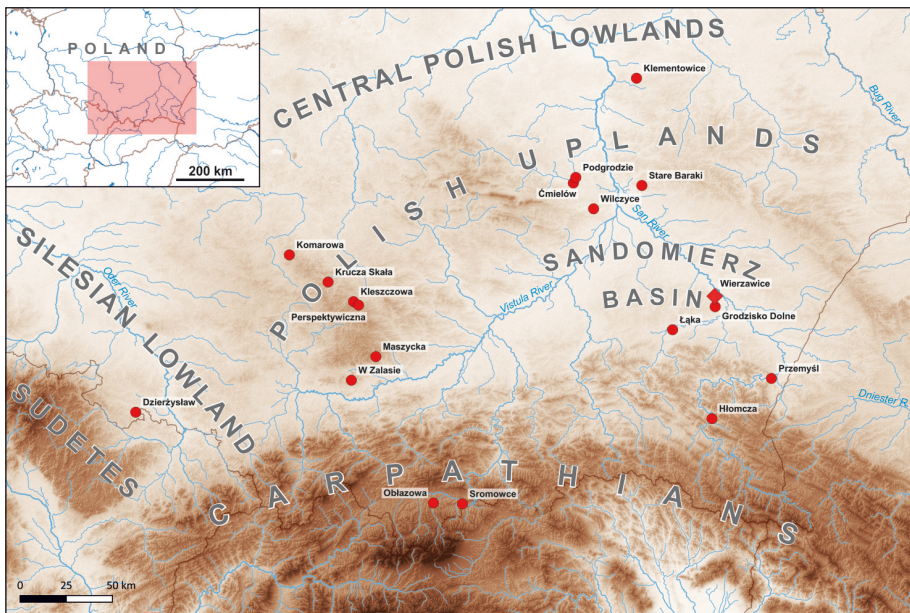 POLAND
200 km
CENTRAL POLISH LOWLANDS
Klementowice
Bug River
POLISH UPLANDS
Podgrodzie
Ćmielów
Stare Baraki
Wilczyce
San River
SILESIAN LOWLAND
Oder River
Komarowa
Krucza Skała
Kleszczowa
Perspektywiczna
SANDOMIERZ
BASIN
Vistula River
Wierzawice
Grodzisko Dolne
Łąka
Maszycka
W Zalasie
Przemyśl
Dniester R
Hłomcza
SUDETES
Dzierżysław
CARPATHIANS
Obłazowa
Sromowce
0 25 50 km